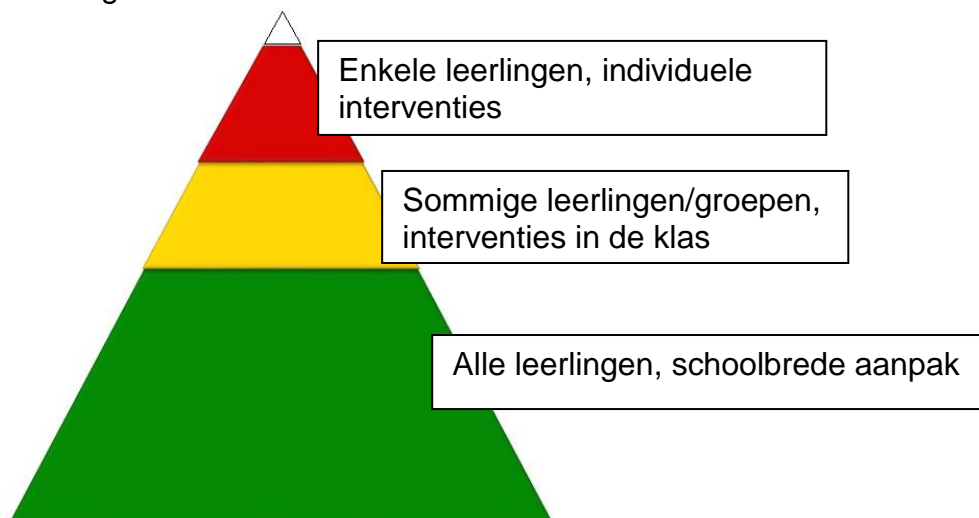 Enkele leerlingen, individuele
interventies
Sommige leerlingen/groepen,
interventies in de klas
Alle leerlingen, schoolbrede aanpak